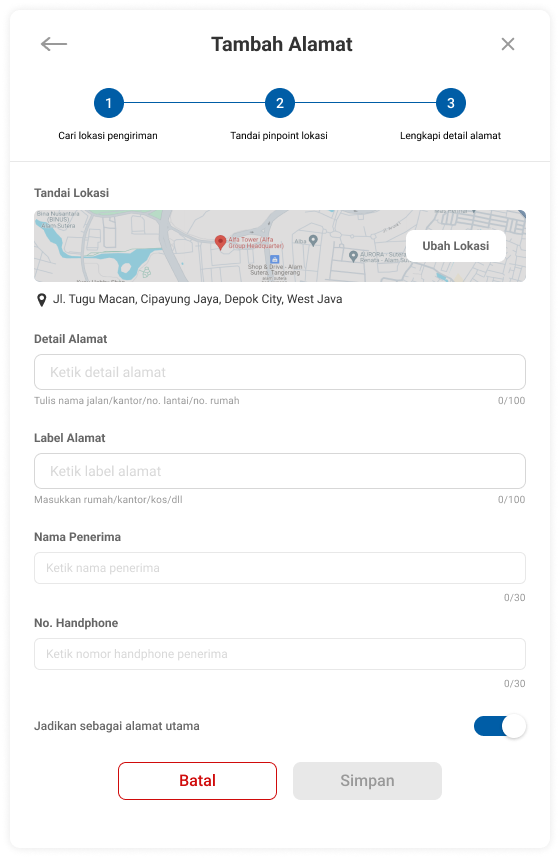 Tambah Alamat
1
2
3
Cari lokasi pengiriman
Tandai pinpoint lokasi
Lengkapi detail alamat
Tandai Lokasi
Bina Nusantara
(BINUS)
Alam Sutera
Alfa Tower (Alfa
Group Headquarter)
Alfa
Ubah Lokasi
Shop & Drive - Alam
Sutera, Tangerang
Jl. Tugu Macan, Cipayung Jaya, Depok City, West Java
Detail Alamat
Ketik detail alamat
Tulis nama jalan/kantor/no. lantai/no. rumah
0/100
Label Alamat
Ketik label alamat
Masukkan rumah/kantor/kos/dll
0/100
Nama Penerima
Ketik nama penerima
0/30
No. Handphone
Ketik nomor handphone penerima
0/30
Jadikan sebagai alamat utama
Batal
Simpan